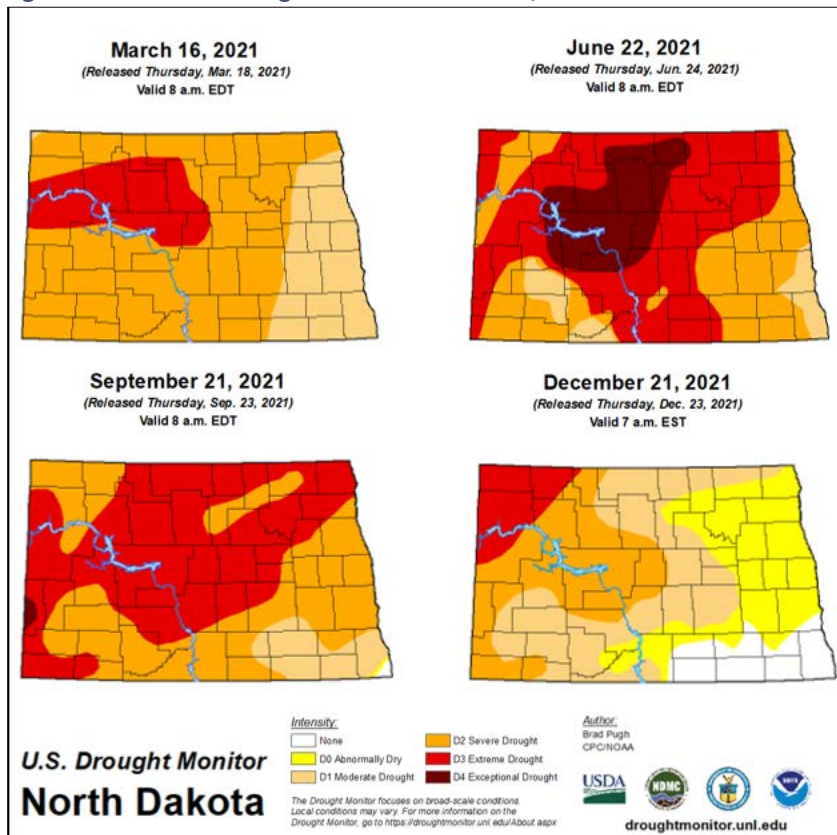 March 16, 2021
(Released Thursday, Mar. 18, 2021)
Valid 8 a.m. EDT
June 22, 2021
(Released Thursday, Jun. 24, 2021)
Valid 8 a.m. EDT
September 21, 2021
(Released Thursday, Sep. 23, 2021)
Valid 8 a.m. EDT
December 21, 2021
(Released Thursday, Dec. 23, 2021)
Valid 7 a.m. EST
U.S. Drought Monitor
North Dakota
Intensity:
None
D0 Abnormally Dry
D1 Moderate Drought
D2 Severe Drought
D3 Extreme Drought
D4 Exceptional Drought
The Drought Monitor focuses on broad-scale conditions.
Local conditions may vary. For more information on the
Drought Monitor, go to https://droughtmonitor.unl.edu/About.aspx
Author:
Brad Pugh
CPC/NOAA
USDA
NDMC
droughtmonitor.unl.edu